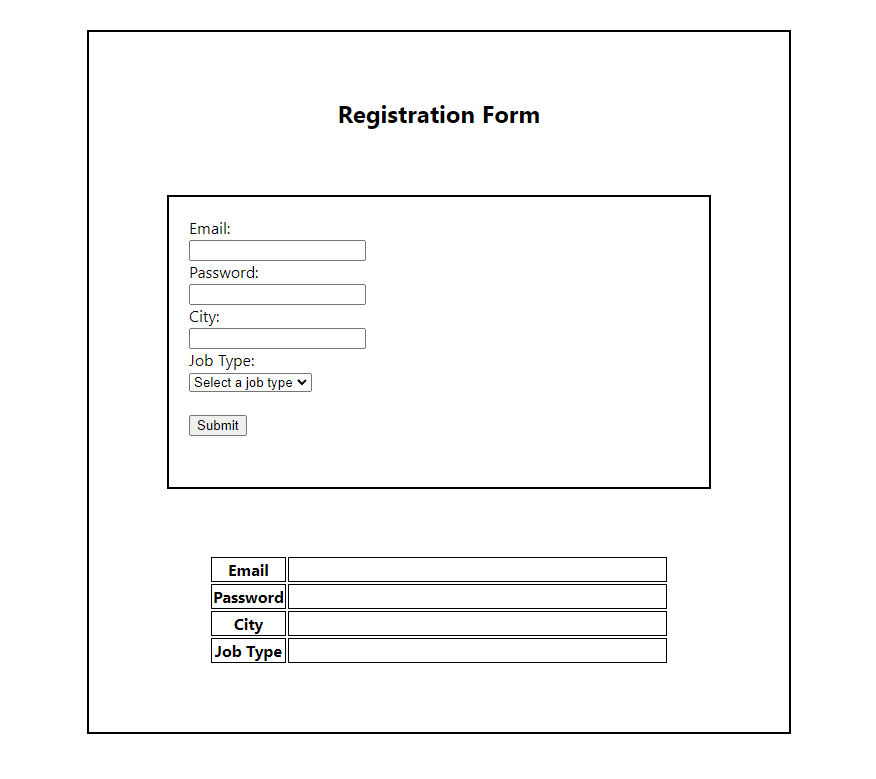 Registration Form
Email:
Password:
City:
Job Type:
Select a job type
Submit
Email
Password
City
Job Type